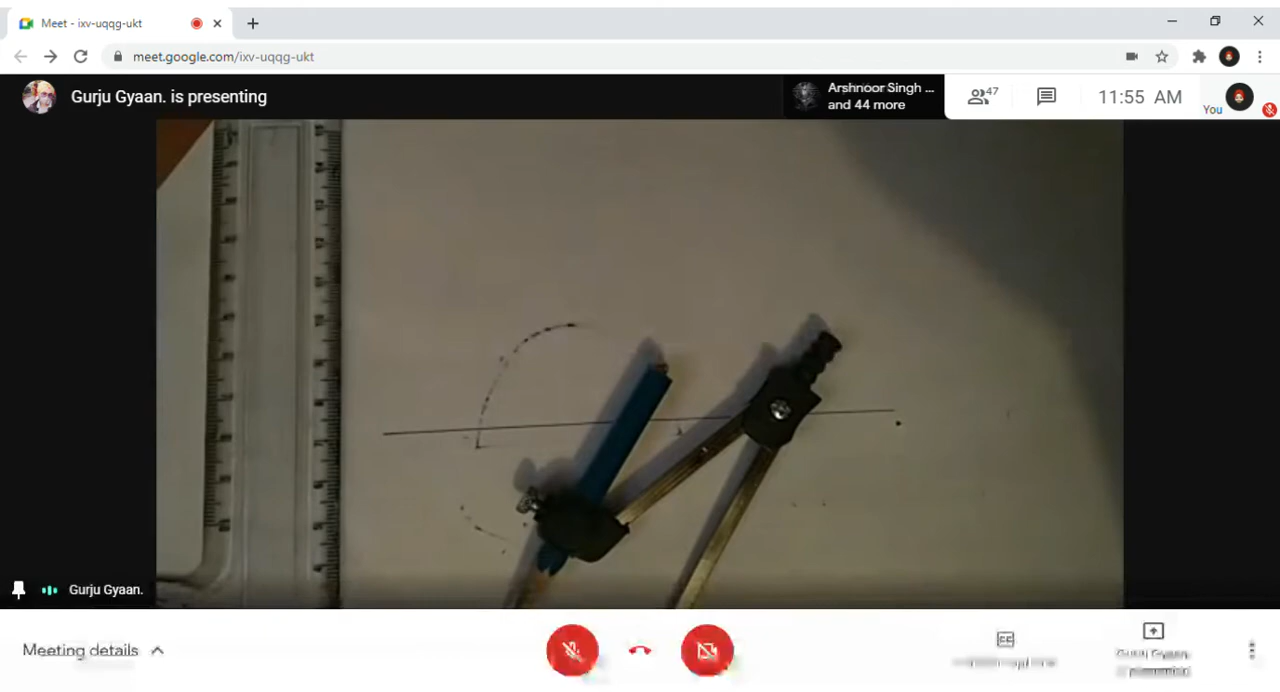 Meet - ixv-uqqg-ukt
meet.google.com/ixv-uqqg-ukt
Gurju Gyaan. is presenting
Arshnoor Singh ...
and 44 more
47
11:55 AM
You
Gurju Gyaan.
Meeting details